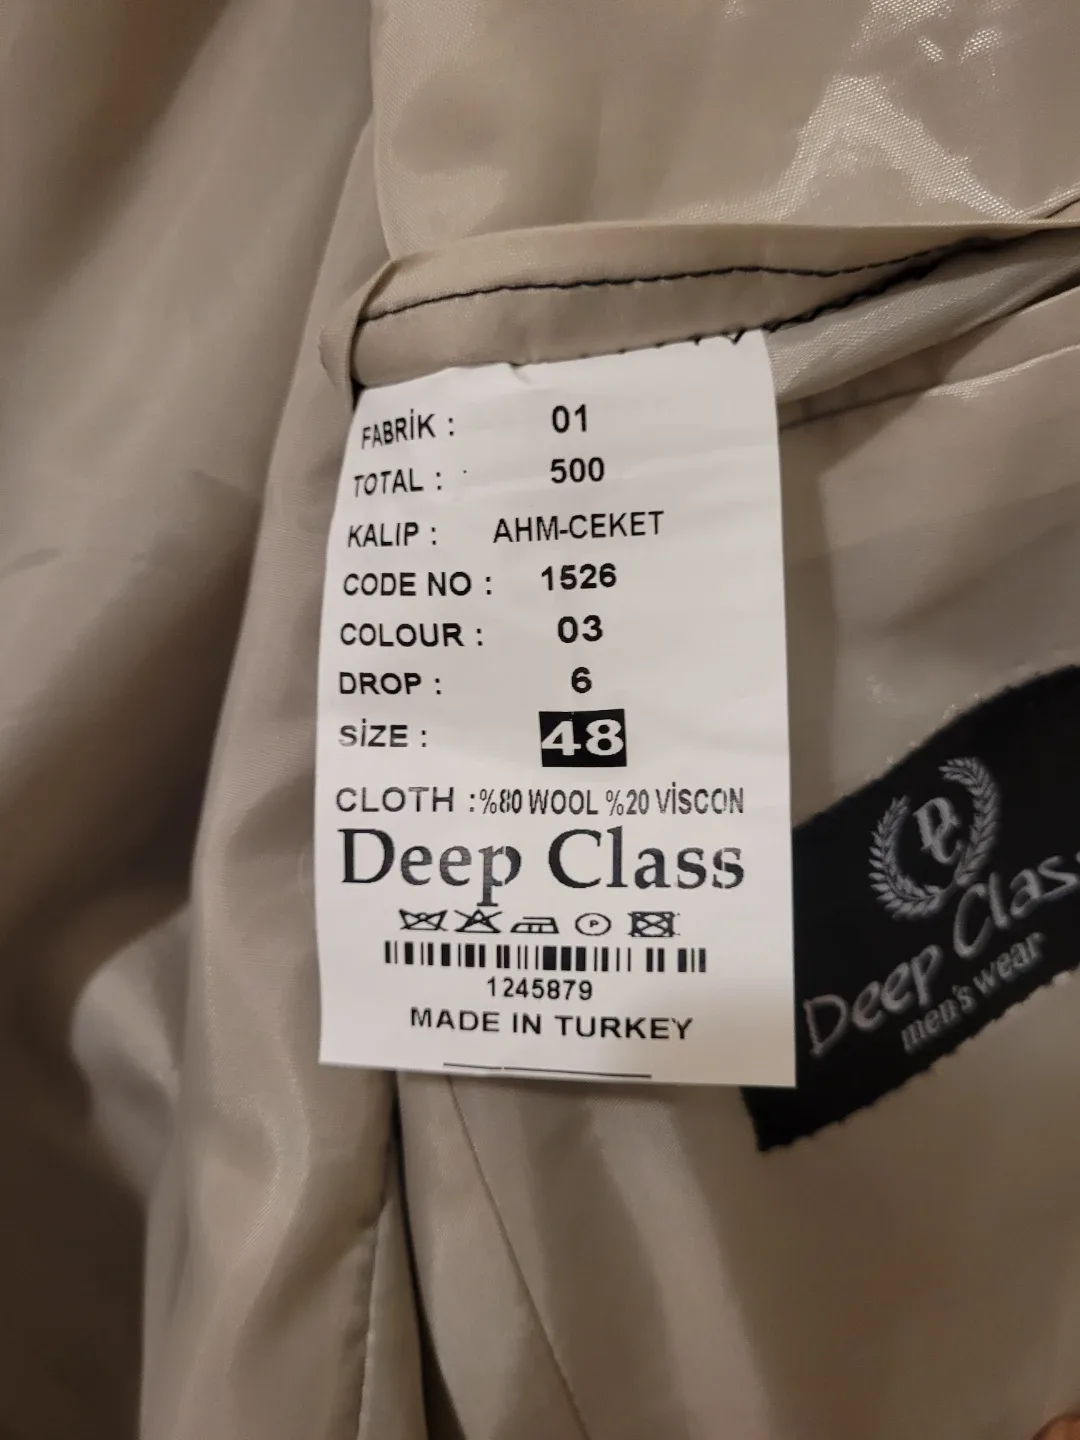 FABRİK : 01
TOTAL : 500
KALIP : AHM-CEKET
CODE NO : 1526
COLOUR : 03
DROP : 6
SİZE : 48
CLOTH :%80 WOOL %20 VİSCON
Deep Class
P
1245879
MADE IN TURKEY
DC
Deep Class
men's wear